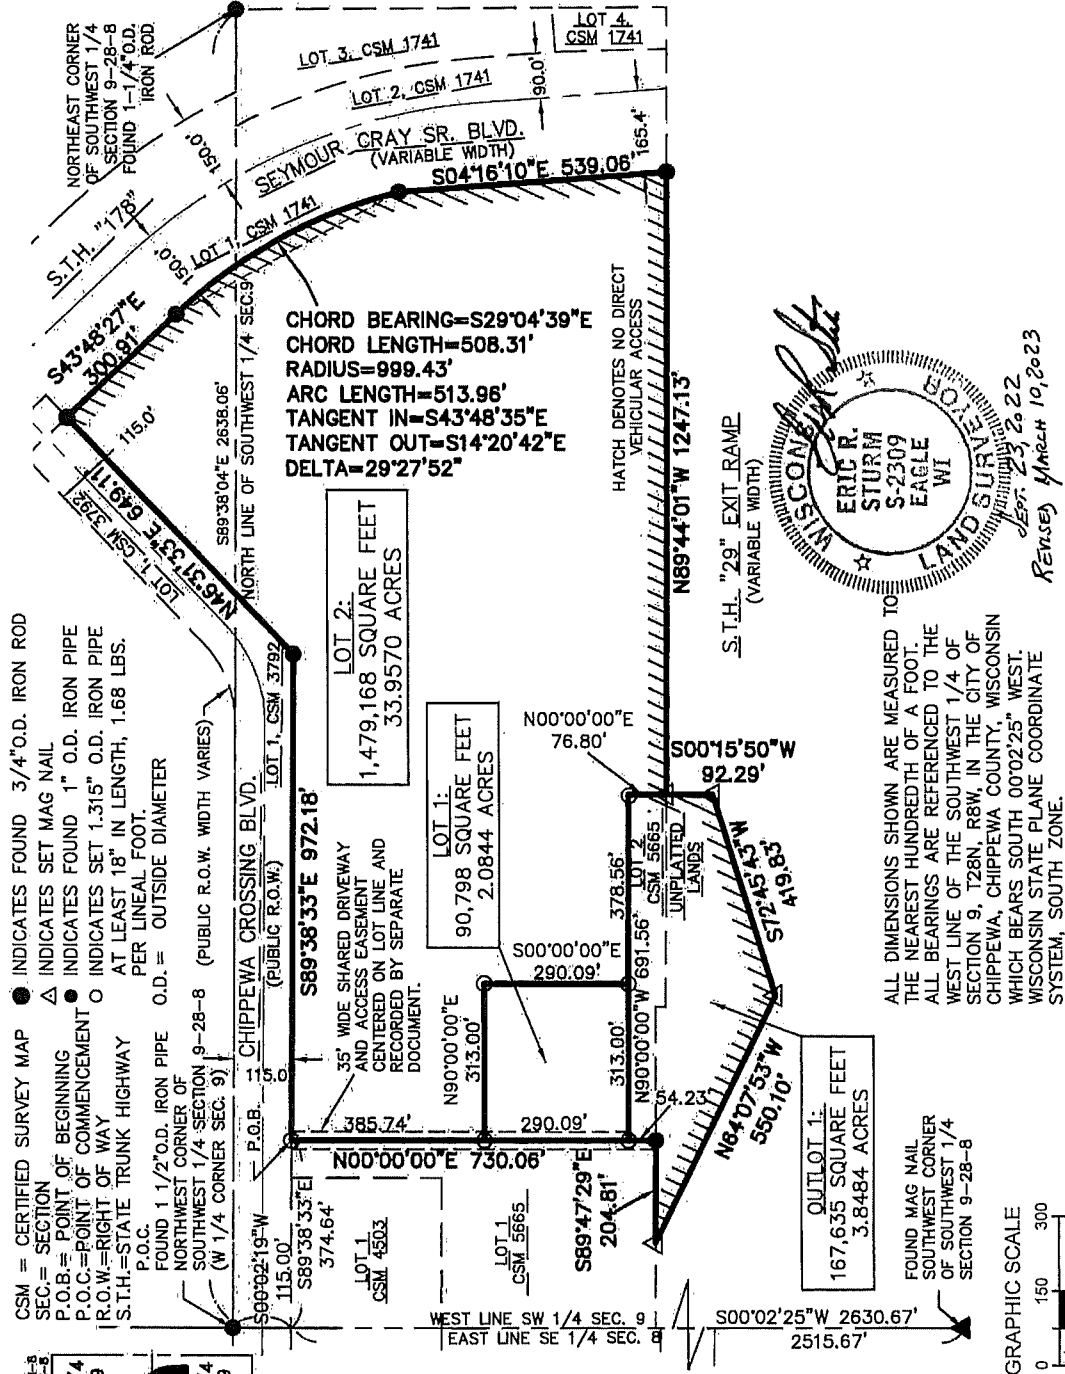 CSM = CERTIFIED SURVEY MAP
SEC.= SECTION
P.O.B.= POINT OF BEGINNING
P.O.C.=POINT OF COMMENCEMENT
R.O.W.=RIGHT OF WAY
S.T.H.=STATE TRUNK HIGHWAY
INDICATES FOUND 3/4"O.D. IRON ROD
INDICATES SET MAG NAIL
INDICATES FOUND 1" O.D. IRON PIPE
INDICATES SET 1.315" O.D. IRON PIPE
AT LEAST 18" IN LENGTH, 1.68 LBS.
PER LINEAL FOOT.
O.D.= OUTSIDE DIAMETER
P.O.C.
FOUND 1 1/2"O.D. IRON PIPE
NORTHWEST CORNER OF
SOUTHWEST 1/4 SECTION 9-28-8
(W 1/4 CORNER SEC. 9)
NORTHEAST CORNER
OF SOUTHWEST 1/4
SECTION 9-28-8
FOUND 1-1/4"O.D.
IRON ROD
S.T.H. "178"
150.0'
150.0'
LOT 3, CSM 1741
LOT 4,
CSM 1741
LOT 2, CSM 1741
90.0'
165.4'
SEYMOUR CRAY SR. BLVD.
(VARIABLE WIDTH)
LOT 1, CSM 1741
S04°16'10"E 539.06'
S43°48'27"E
300.91'
115.0'
LOT 1, CSM 3792
N46°31'33"E 649.11'
S89°38'04"E 2638.06'
NORTH LINE OF SOUTHWEST 1/4 SEC.9
CHORD BEARING=S29°04'39"E
CHORD LENGTH=508.31'
RADIUS=999.43'
ARC LENGTH=513.96'
TANGENT IN=S43°48'35"E
TANGENT OUT=S14°20'42"E
DELTA=29°27'52"
HATCH DENOTES NO DIRECT
VEHICULAR ACCESS
(PUBLIC R.O.W. WIDTH VARIES)
CHIPPEWA CROSSING BLVD.
(PUBLIC R.O.W.)
LOT 1, CSM 3792
S89°38'33"E 972.18'
P.O.B.
115.0
S00°02'19"W
115.00'
S89°38'33"E
374.64'
35' WIDE SHARED DRIVEWAY
AND ACCESS EASEMENT
CENTERED ON LOT LINE AND
RECORDED BY SEPARATE
DOCUMENT.
LOT 2:
1,479,168 SQUARE FEET
33.9570 ACRES
LOT 1:
90,798 SQUARE FEET
2.0844 ACRES
385.74'
290.09'
N00°00'00"E 730.06'
N90°00'00"E
313.00'
S00°00'00"E
290.09'
313.00'
378.56'
N90°00'00"W 691.56'
54.23'
N00°00'00"E
76.80'
S00°15'50"W
92.29'
LOT 2
CSM 5665
UNPLATTED
LANDS
N89°44'01"W 1247.13'
S.T.H. "29" EXIT RAMP
(VARIABLE WIDTH)
S72°45'43"W
419.83'
N64°07'53"W
550.10'
S89°47'29"E
204.81'
LOT 1
CSM 4503
LOT 1
CSM 5665
OUTLOT 1:
167,635 SQUARE FEET
3.8484 ACRES
WEST LINE SW 1/4 SEC. 9
EAST LINE SE 1/4 SEC. 8
S00°02'25"W 2630.67'
2515.67'
FOUND MAG NAIL
SOUTHWEST CORNER
OF SOUTHWEST 1/4
SECTION 9-28-8
ALL DIMENSIONS SHOWN ARE MEASURED TO
THE NEAREST HUNDREDTH OF A FOOT.
ALL BEARINGS ARE REFERENCED TO THE
WEST LINE OF THE SOUTHWEST 1/4 OF
SECTION 9, T28N, R8W, IN THE CITY OF
CHIPPEWA, CHIPPEWA COUNTY, WISCONSIN
WHICH BEARS SOUTH 00°02'25" WEST.
WISCONSIN STATE PLANE COORDINATE
SYSTEM, SOUTH ZONE.
WISCONSIN
ERIC R.
STURM
S-2309
EAGLE
WI
LAND SURVEYOR
SEPT. 23, 2022
REVISED MARCH 10, 2023
GRAPHIC SCALE
0 150 300